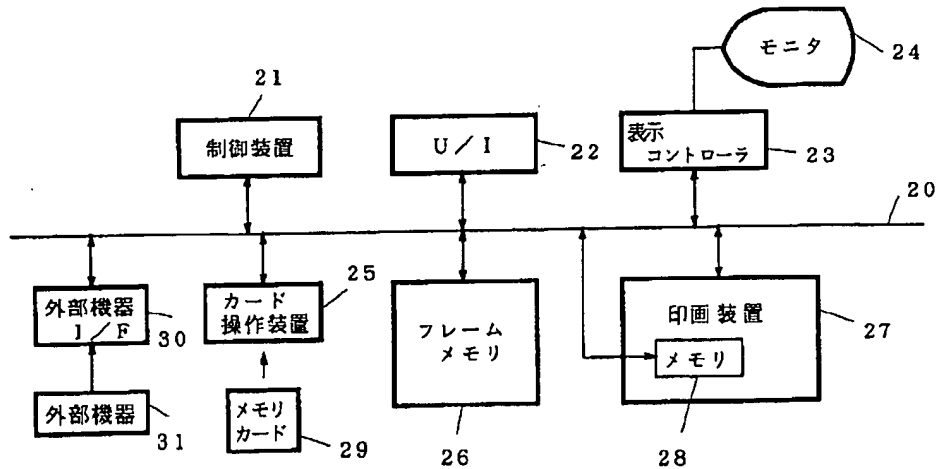 モニタ
24
21
制御装置
U/I
22
表示
コントローラ
23
20
外部機器
I/F
30
カード
操作装置
25
フレーム
メモリ
26
印画装置
メモリ
27
28
外部機器
31
メモリ
カード
29